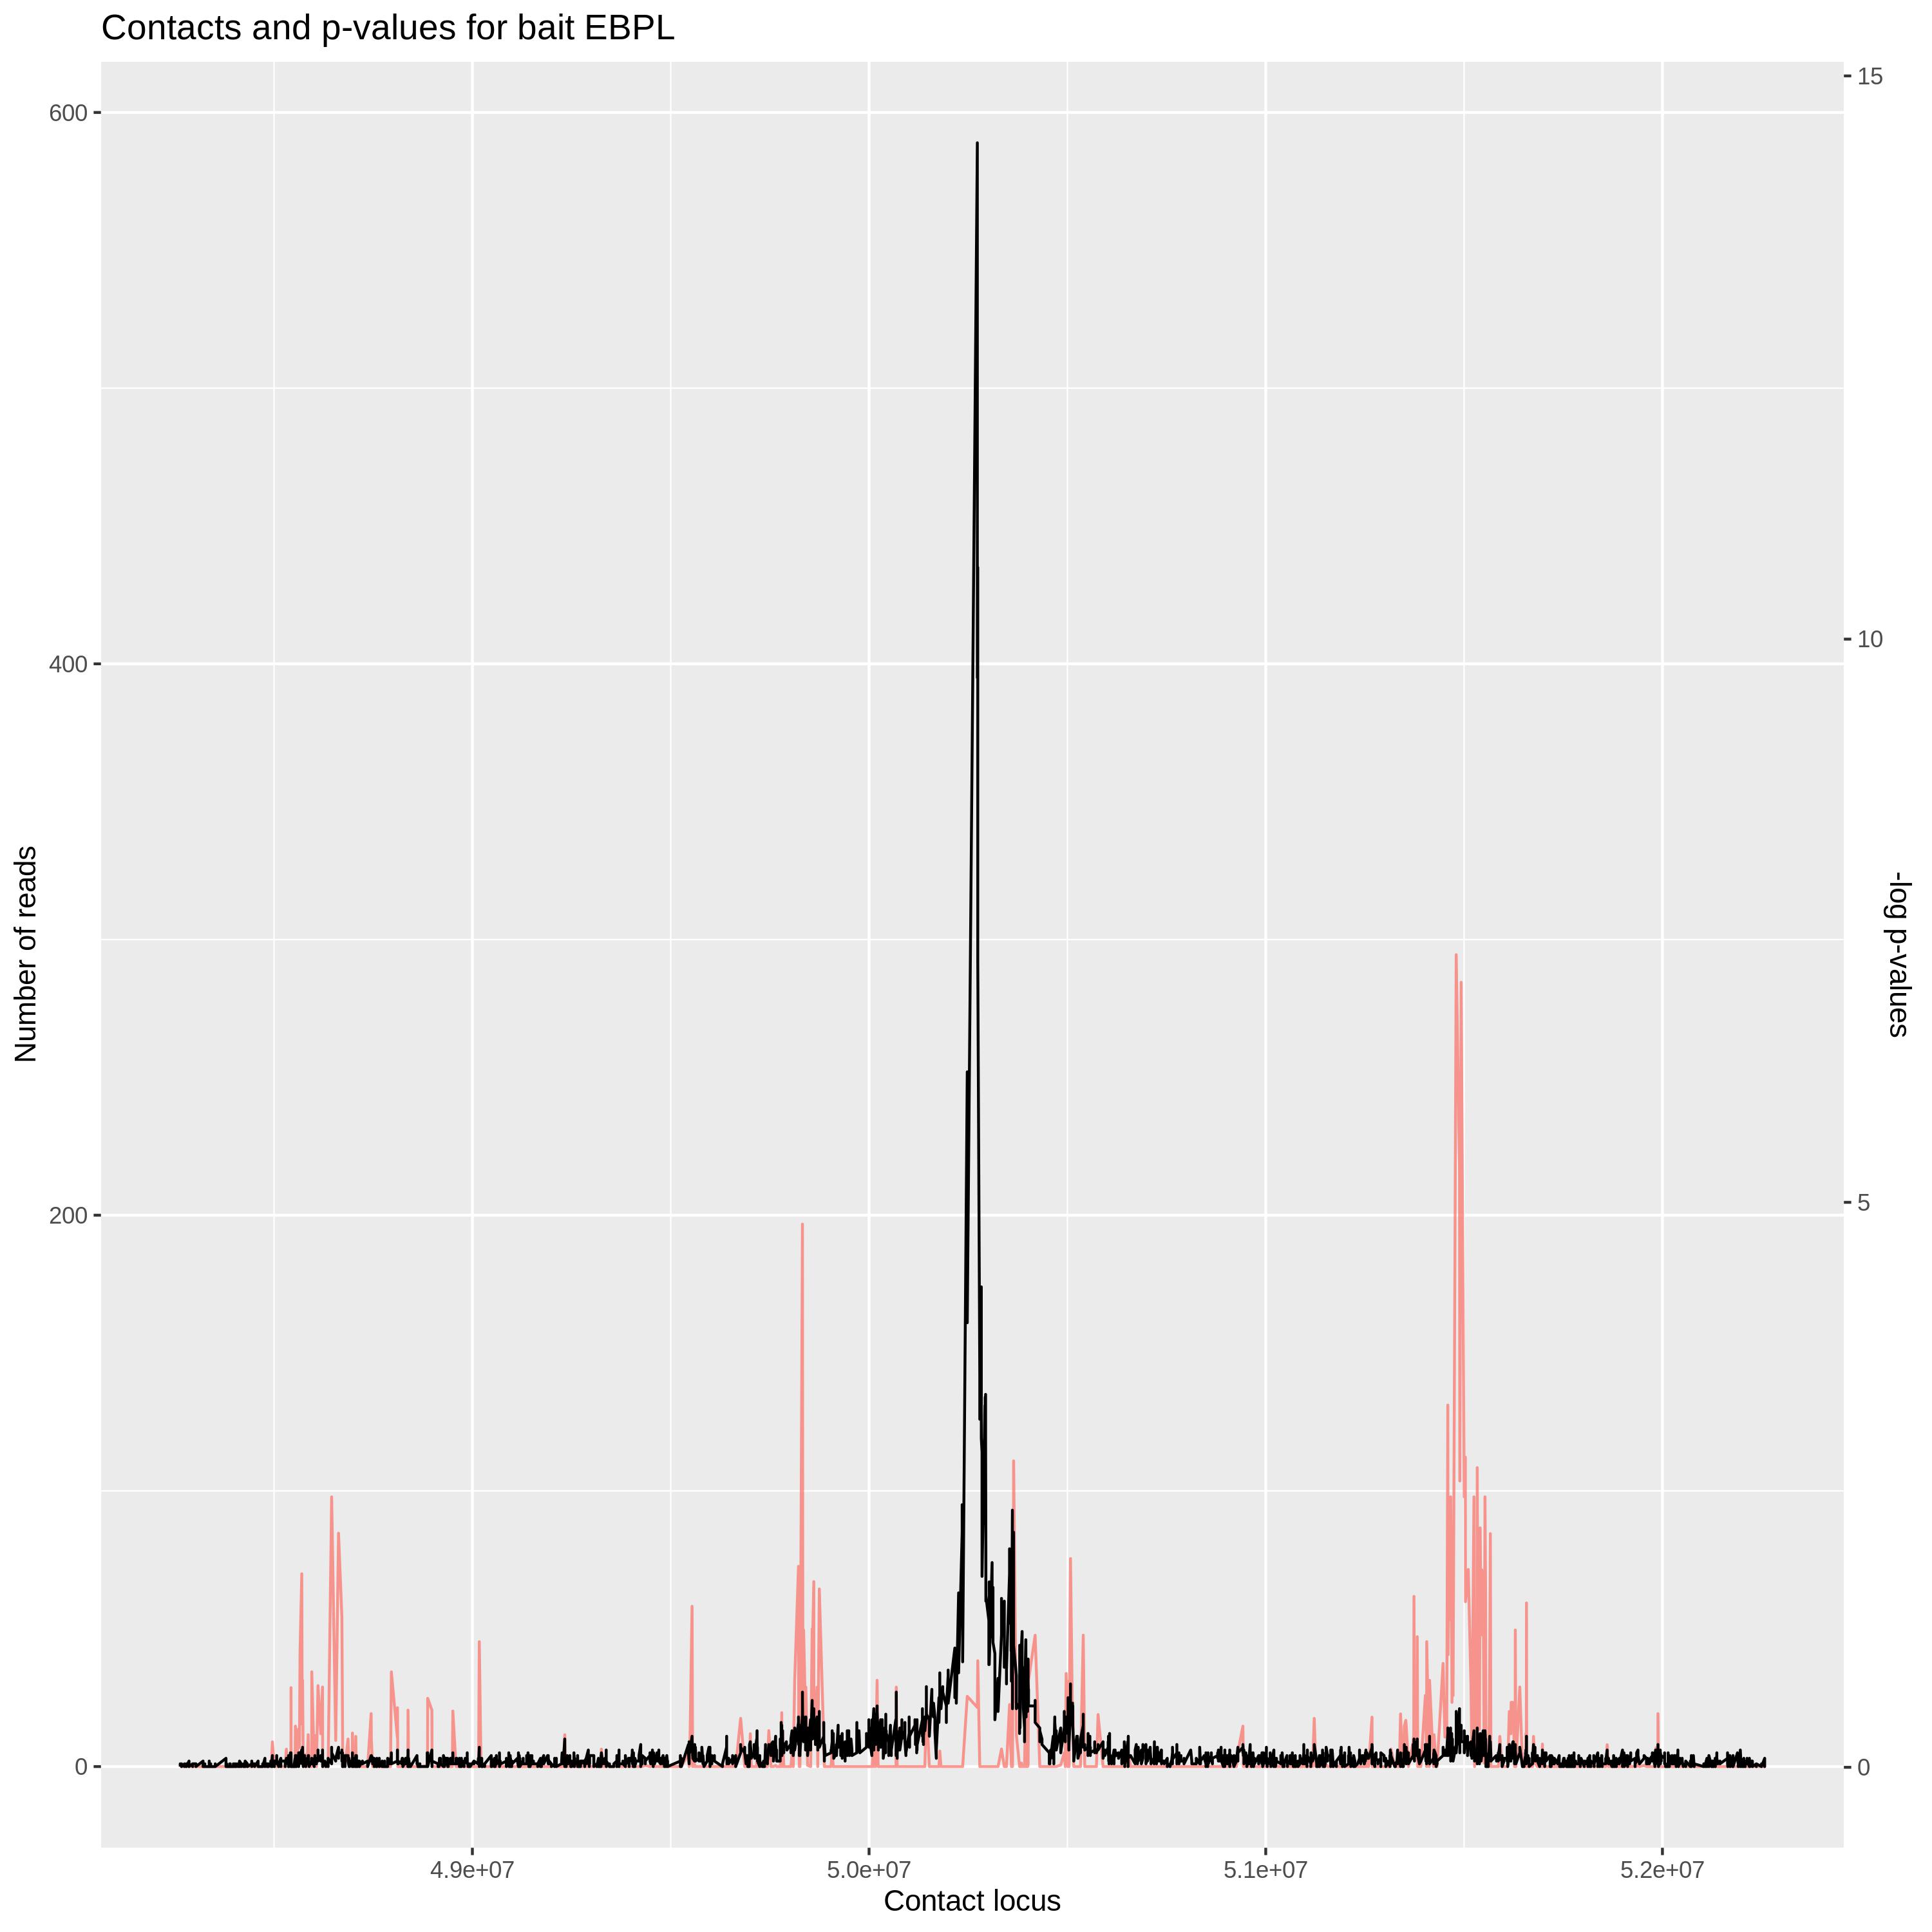 Contacts and p-values for bait EBPL
600
400
200
0
Number of reads
15
10
5
0
-log p-values
4.9e+07
5.0e+07
5.1e+07
5.2e+07
Contact locus